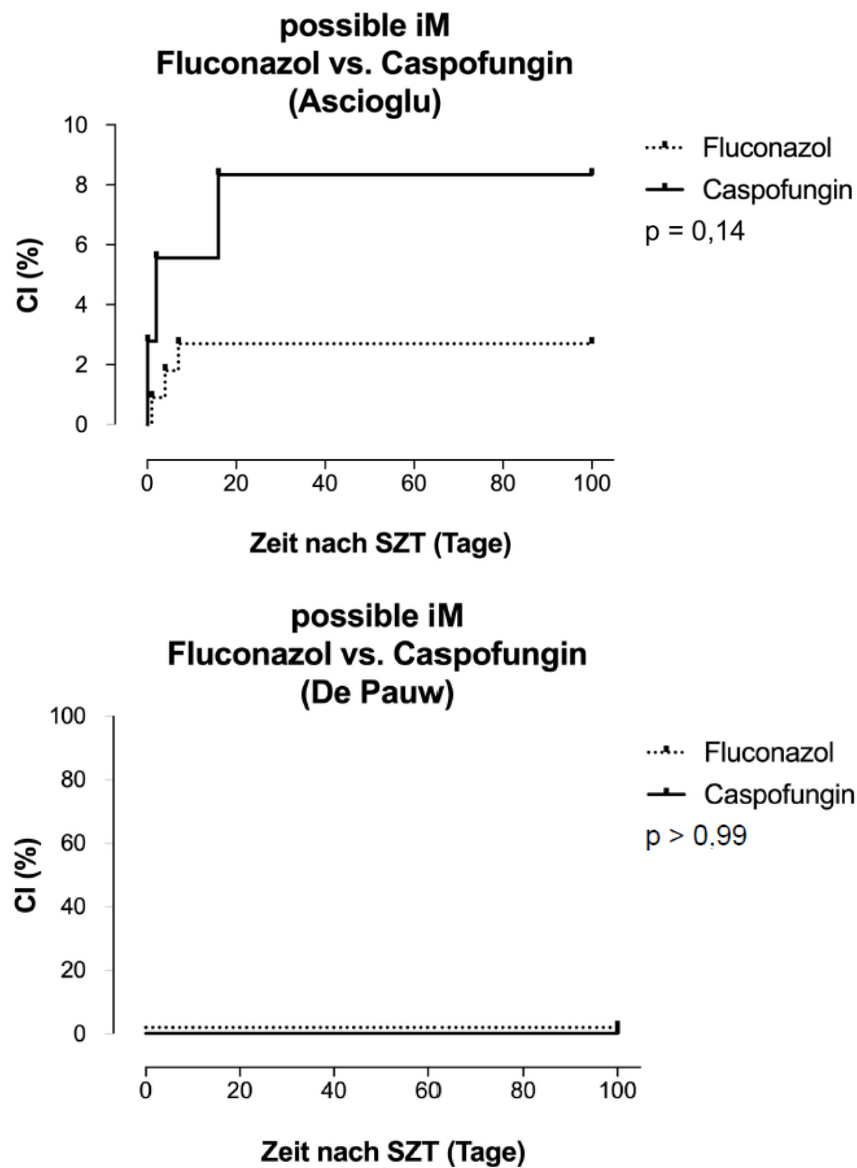 possible iM
Fluconazol vs. Caspofungin
(Ascioglu)
10
8
6
4
2
0
CI (%)
0 20 40 60 80 100
Zeit nach SZT (Tage)
Fluconazol
Caspofungin
p = 0,14
possible iM
Fluconazol vs. Caspofungin
(De Pauw)
100
80
60
40
20
0
CI (%)
0 20 40 60 80 100
Zeit nach SZT (Tage)
Fluconazol
Caspofungin
p > 0,99